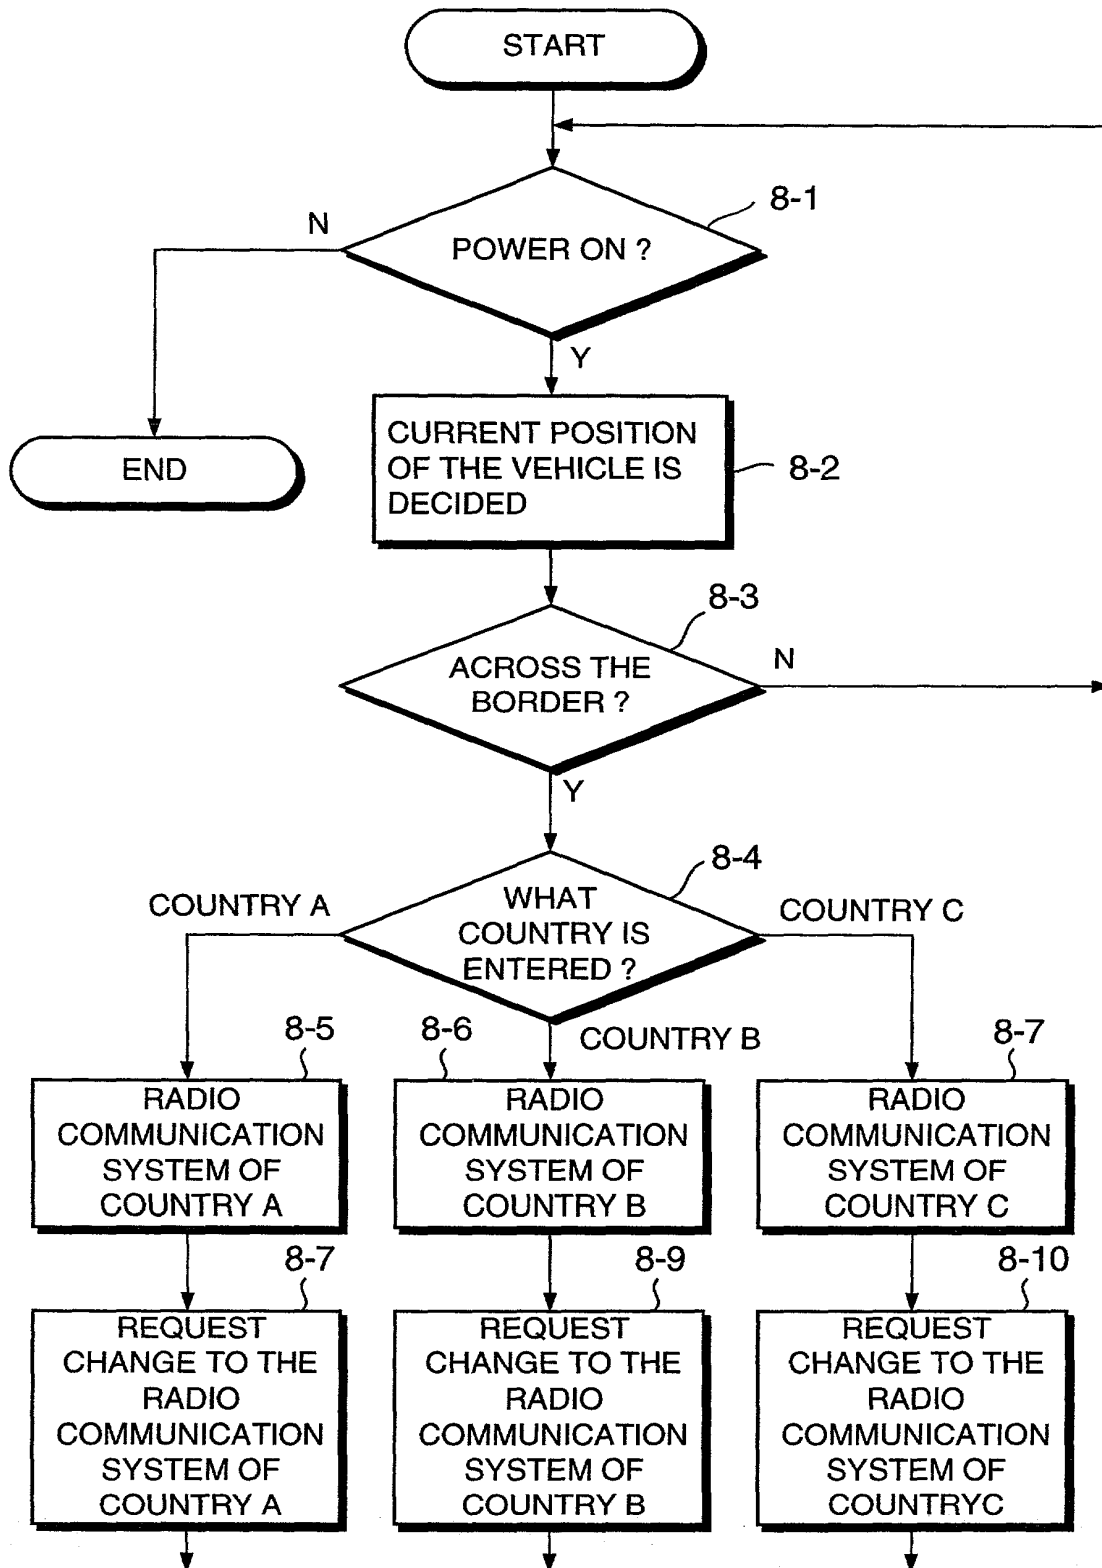 START
8-1
N
POWER ON ?
Y
CURRENT POSITION
OF THE VEHICLE IS
DECIDED
8-2
END
8-3
ACROSS THE
BORDER ?
N
Y
8-4
COUNTRY A
WHAT
COUNTRY IS
ENTERED ?
COUNTRY C
COUNTRY B
8-5
RADIO
COMMUNICATION
SYSTEM OF
COUNTRY A
8-6
RADIO
COMMUNICATION
SYSTEM OF
COUNTRY B
8-7
RADIO
COMMUNICATION
SYSTEM OF
COUNTRY C
8-7
REQUEST
CHANGE TO THE
RADIO
COMMUNICATION
SYSTEM OF
COUNTRY A
8-9
REQUEST
CHANGE TO THE
RADIO
COMMUNICATION
SYSTEM OF
COUNTRY B
8-10
REQUEST
CHANGE TO THE
RADIO
COMMUNICATION
SYSTEM OF
COUNTRYC